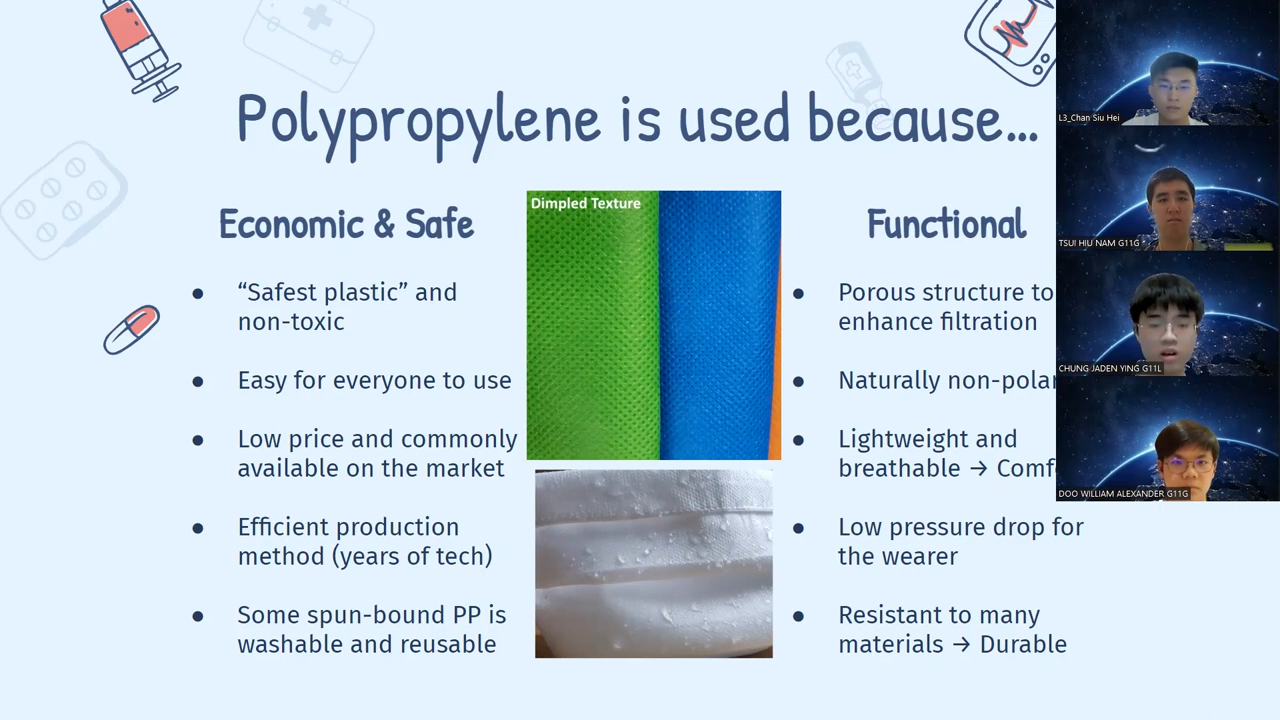 Polypropylene is used because...
Economic & Safe
● “Safest plastic” and
non-toxic
● Easy for everyone to use
● Low price and commonly
available on the market
● Efficient production
method (years of tech)
● Some spun-bound PP is
washable and reusable
Dimpled Texture
Functional
● Porous structure to
enhance filtration
● Naturally non-polar
● Lightweight and
breathable →
● Low pressure drop for
the wearer
● Resistant to many
materials → Durable
L3_Chan Siu Hei
TSUI HIU NAM G11G
CHUNG JADEN YING G11L
DOO WILLIAM ALEXANDER G11G